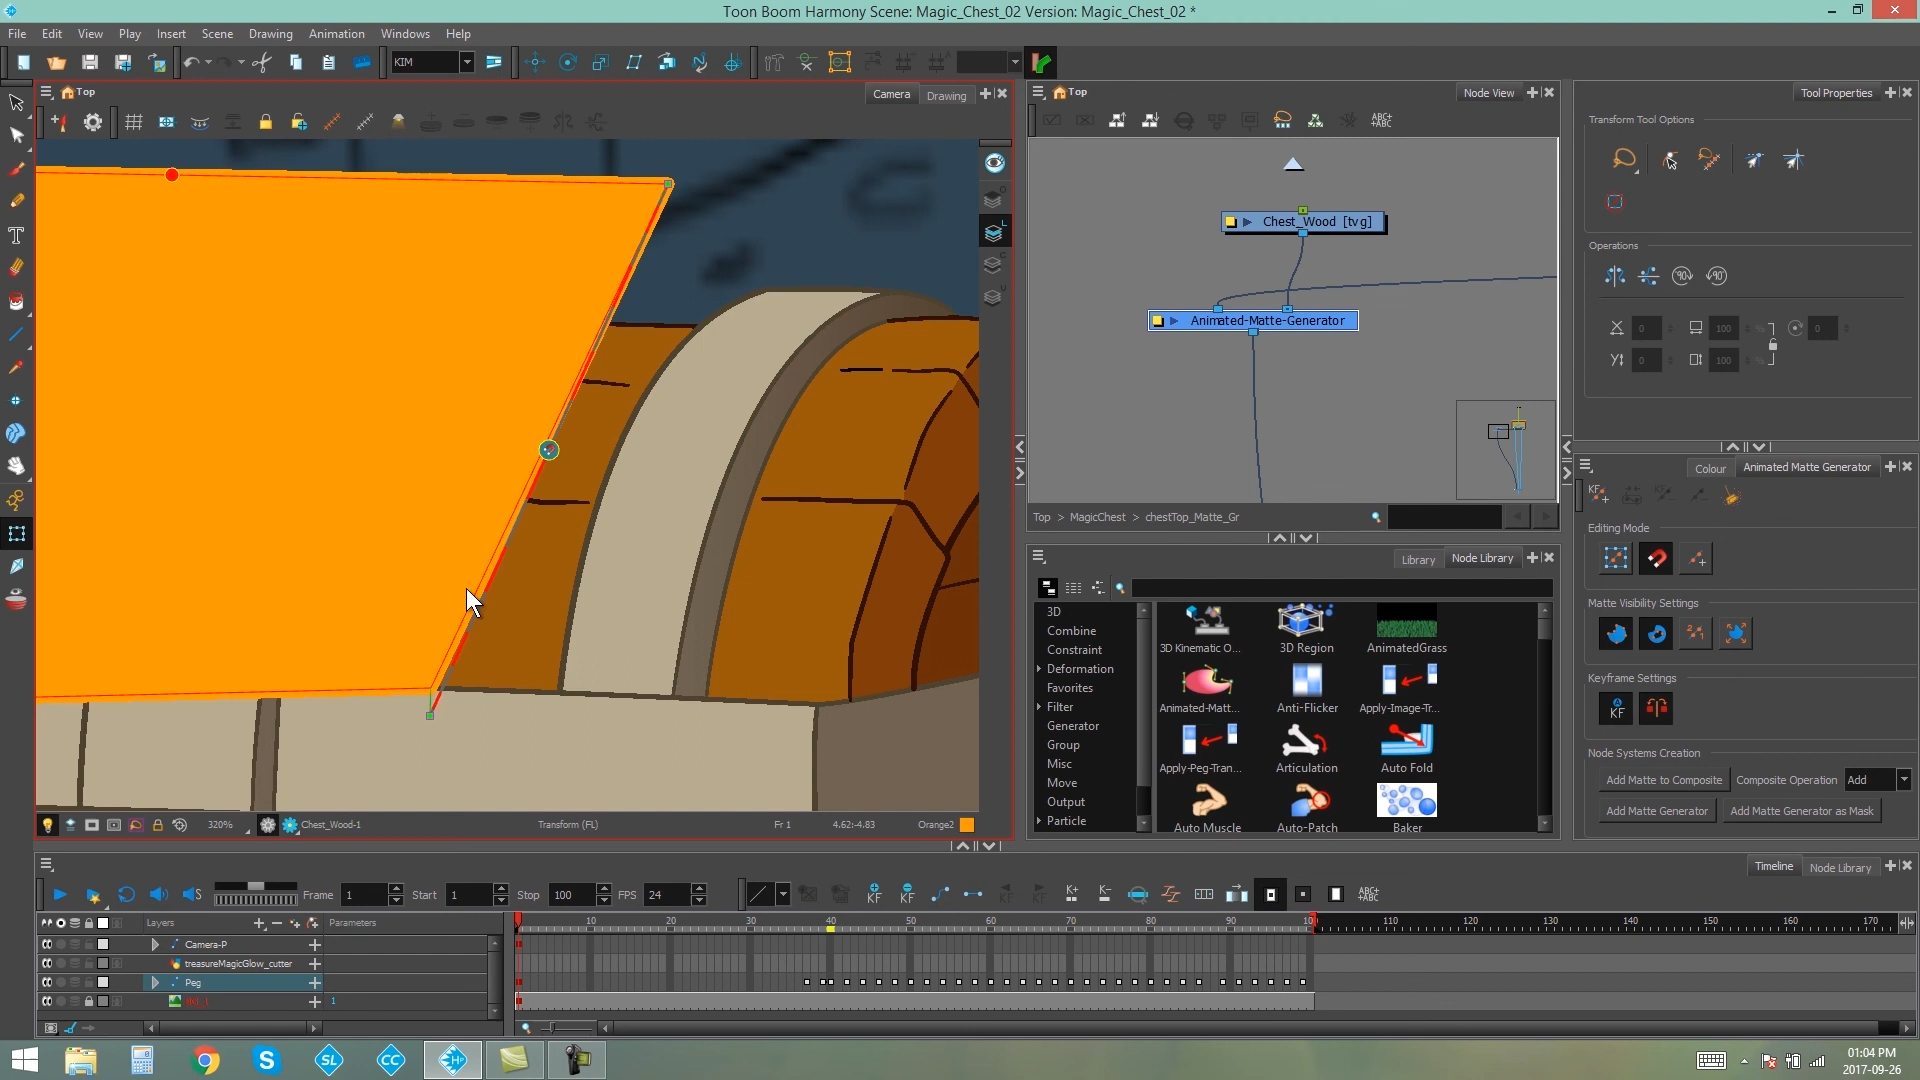 Toon Boom Harmony Scene: Magic_Chest_02 Version: Magic_Chest_02 *
File Edit View Play Insert Scene Drawing Animation Windows Help
KIM
Top
Camera
Drawing
Top
Node View
Tool Properties
Transform Tool Options
Chest_Wood [tvg]
Operations
Animated-Matte-Generator
X 0 100 % 0
Y 0 100 %
Colour
Animated Matte Generator
Editing Mode
Top > MagicChest > chestTop_Matte_Gr
Library
Node Library
Matte Visibility Settings
3D
Combine
Constraint
Deformation
Favorites
Filter
Generator
Group
Misc
Move
Output
Particle
3D Kinematic O...
3D Region
AnimatedGrass
Animated-Matt...
Anti-Flicker
Apply-Image-Tr...
Apply-Peg-Tran...
Articulation
Auto Fold
Auto Muscle
Auto-Patch
Baker
Keyframe Settings
KF
Node Systems Creation
Add Matte to Composite
Composite Operation
Add
Add Matte Generator
Add Matte Generator as Mask
320%
Chest_Wood-1
Transform (FL)
Fr 1
4.62:-4.83
Orange2
Timeline
Node Library
Frame 1 Start 1 Stop 100 FPS 24
Layers
Parameters
10 20 30 40 50 60 70 80 90 10 110 120 130 140 150 160 170
Camera-P
treasureMagicGlow_cutter
Peg
1
01:04 PM
2017-09-26